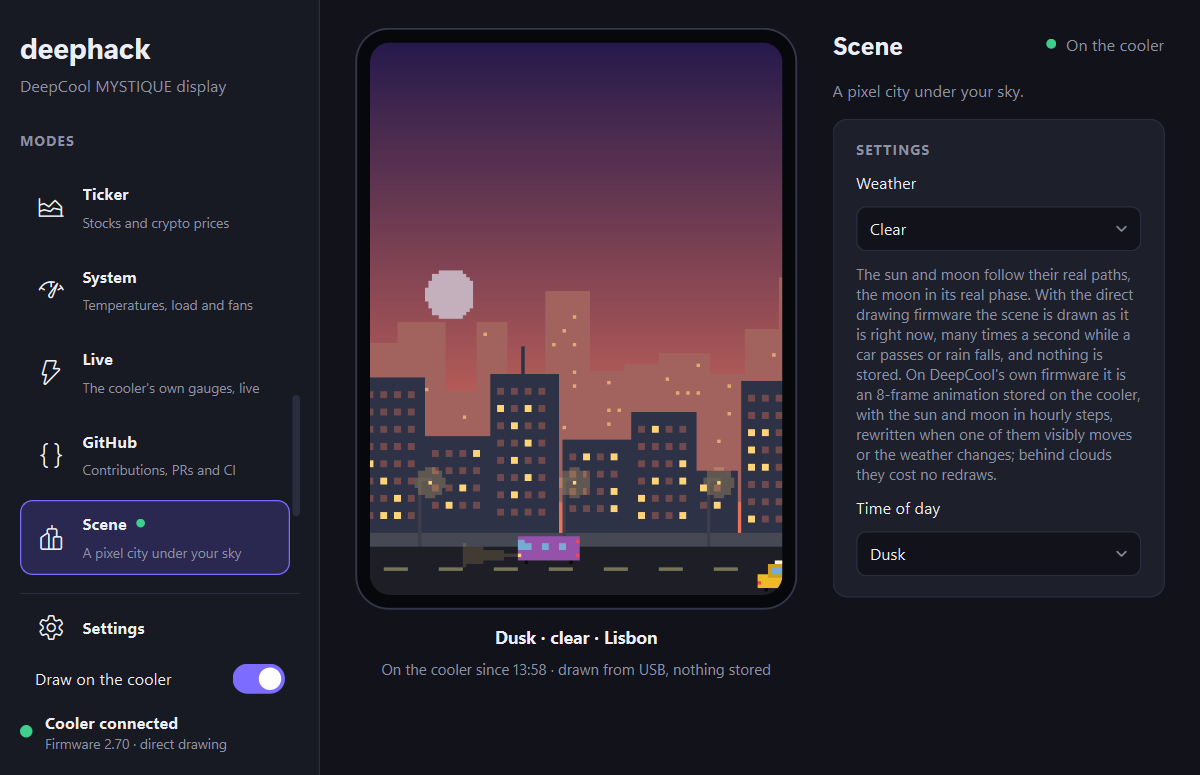 deephack
DeepCool MYSTIQUE display
MODES
Ticker
Stocks and crypto prices
System
Temperatures, load and fans
Live
The cooler's own gauges, live
GitHub
Contributions, PRs and CI
Scene
A pixel city under your sky
Settings
Draw on the cooler
Cooler connected
Firmware 2.70 · direct drawing
Dusk · clear · Lisbon
On the cooler since 13:58 · drawn from USB, nothing stored
Scene
On the cooler
A pixel city under your sky.
SETTINGS
Weather
Clear
The sun and moon follow their real paths,
the moon in its real phase. With the direct
drawing firmware the scene is drawn as it
is right now, many times a second while a
car passes or rain falls, and nothing is
stored. On DeepCool's own firmware it is
an 8-frame animation stored on the cooler,
with the sun and moon in hourly steps,
rewritten when one of them visibly moves
or the weather changes; behind clouds
they cost no redraws.
Time of day
Dusk